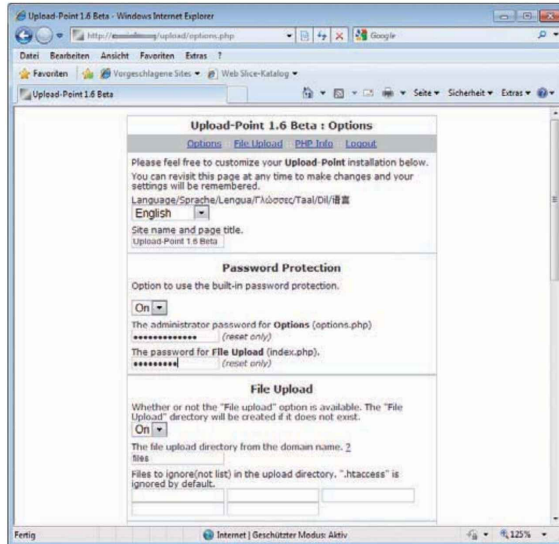 Upload-Point 1.6 Beta - Windows Internet Explorer
http:// /upload/options.php
Google
Datei Bearbeiten Ansicht Favoriten Extras ?
Favoriten Vorgeschlagene Sites Web Slice-Katalog
Upload-Point 1.6 Beta
Seite Sicherheit Extras
Upload-Point 1.6 Beta : Options
Options File Upload PHP Info Logout
Please feel free to customize your Upload-Point installation below.
You can revisit this page at any time to make changes and your
settings will be remembered.
Language/Sprache/Lengua/Γλώσσες/Taal/Dil/语言
English
Site name and page title.
Upload-Point 1.6 Beta
Password Protection
Option to use the built-in password protection.
On
The administrator password for Options (options.php)
••••••••••••• (reset only)
The password for File Upload (index.php).
••••••••• (reset only)
File Upload
Whether or not the "File upload" option is available. The "File
Upload" directory will be created if it does not exist.
On
The file upload directory from the domain name. ?
files
Files to ignore(not list) in the upload directory. ".htaccess" is
ignored by default.
Fertig
Internet | Geschützter Modus: Aktiv
125%